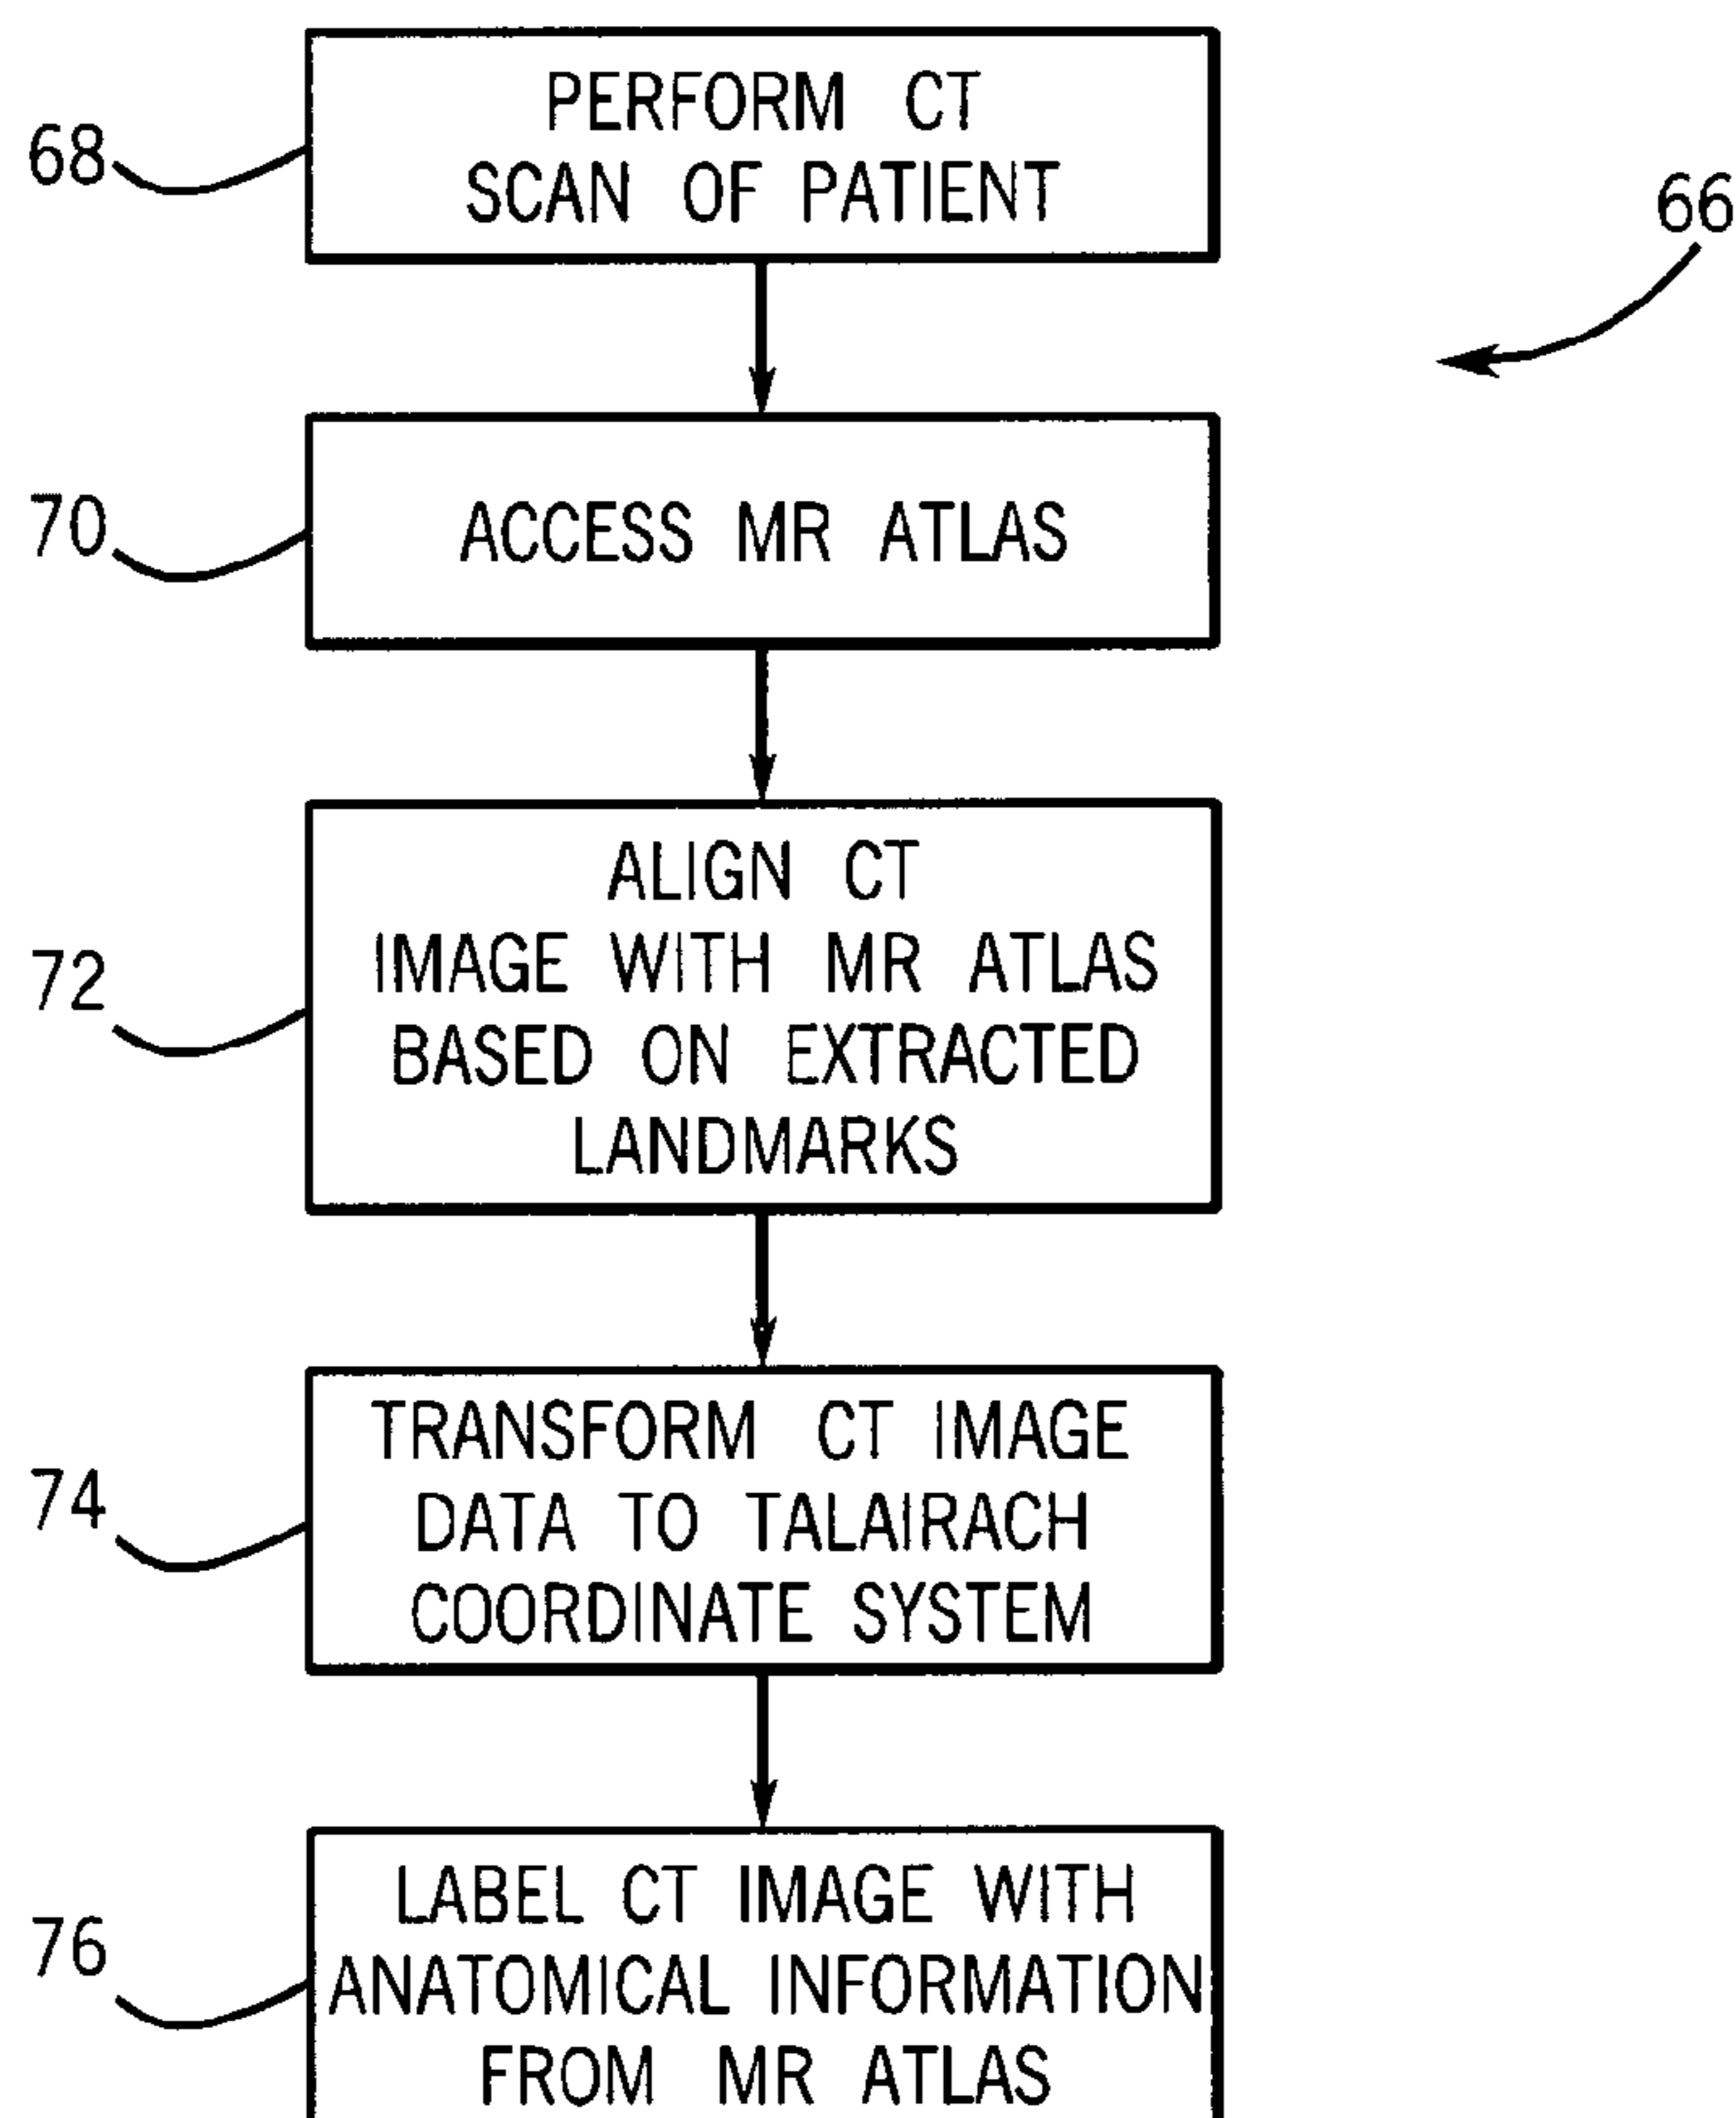 68
PERFORM CT
SCAN OF PATIENT
66
70
ACCESS MR ATLAS
72
ALIGN CT
IMAGE WITH MR ATLAS
BASED ON EXTRACTED
LANDMARKS
74
TRANSFORM CT IMAGE
DATA TO TALAIRACH
COORDINATE SYSTEM
76
LABEL CT IMAGE WITH
ANATOMICAL INFORMATION
FROM MR ATLAS